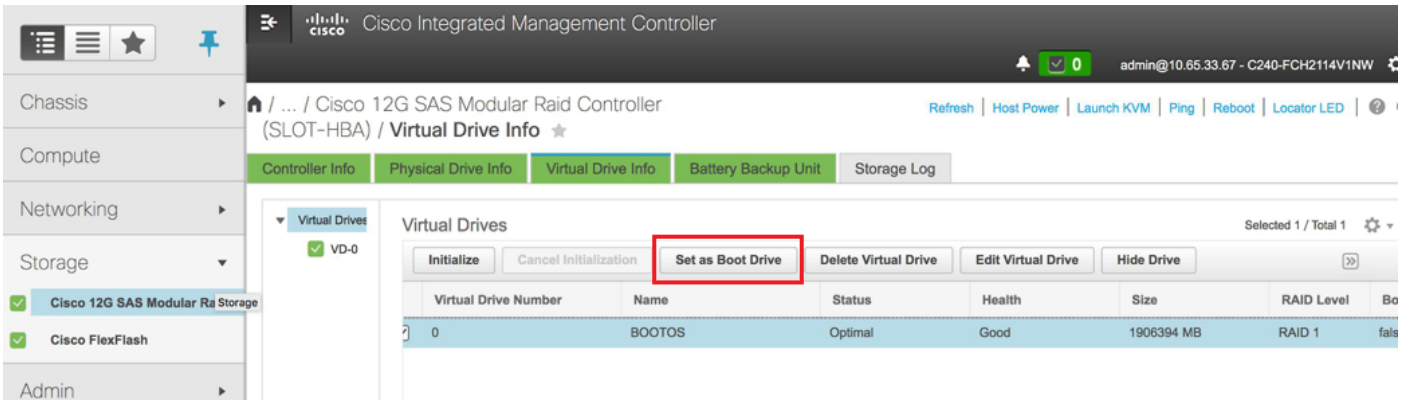 cisco Cisco Integrated Management Controller
0 admin@10.65.33.67 - C240-FCH2114V1NW
Chassis
Compute
Networking
Storage
Cisco 12G SAS Modular Ra Storage
Cisco FlexFlash
Admin
/ ... / Cisco 12G SAS Modular Raid Controller
(SLOT-HBA) / Virtual Drive Info
Refresh | Host Power | Launch KVM | Ping | Reboot | Locator LED | ?
Controller Info Physical Drive Info Virtual Drive Info Battery Backup Unit Storage Log
Virtual Drives
VD-0
Virtual Drives Selected 1 / Total 1
Initialize Cancel Initialization Set as Boot Drive Delete Virtual Drive Edit Virtual Drive Hide Drive >>
Virtual Drive Number Name Status Health Size RAID Level Bo
0 BOOTOS Optimal Good 1906394 MB RAID 1 fals